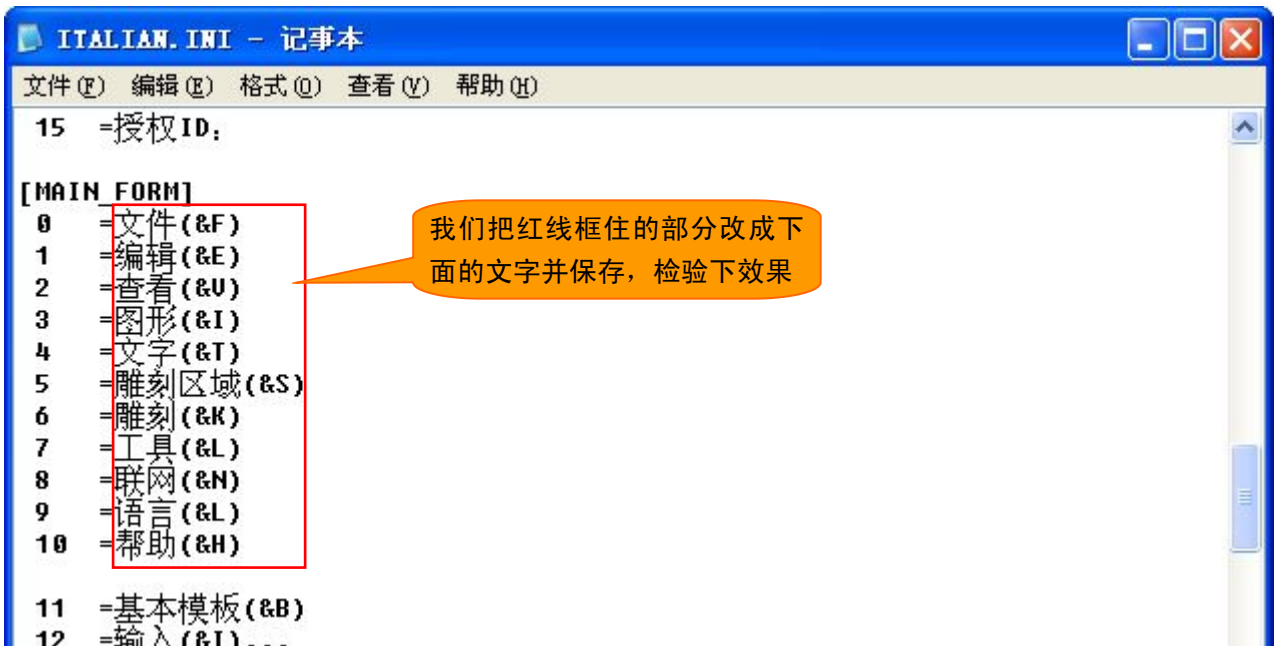 ITALIAN.INI - 记事本
文件(F) 编辑(E) 格式(O) 查看(V) 帮助(H)
15 =授权ID:
[MAIN_FORM]
0 =文件(&F)
1 =编辑(&E)
2 =查看(&V)
3 =图形(&I)
4 =文字(&T)
5 =雕刻区域(&S)
6 =雕刻(&K)
7 =工具(&L)
8 =联网(&N)
9 =语言(&L)
10 =帮助(&H)
我们把红线框住的部分改成下
面的文字并保存，检验下效果
11 =基本模板(&B)
12 =输入(&I)...